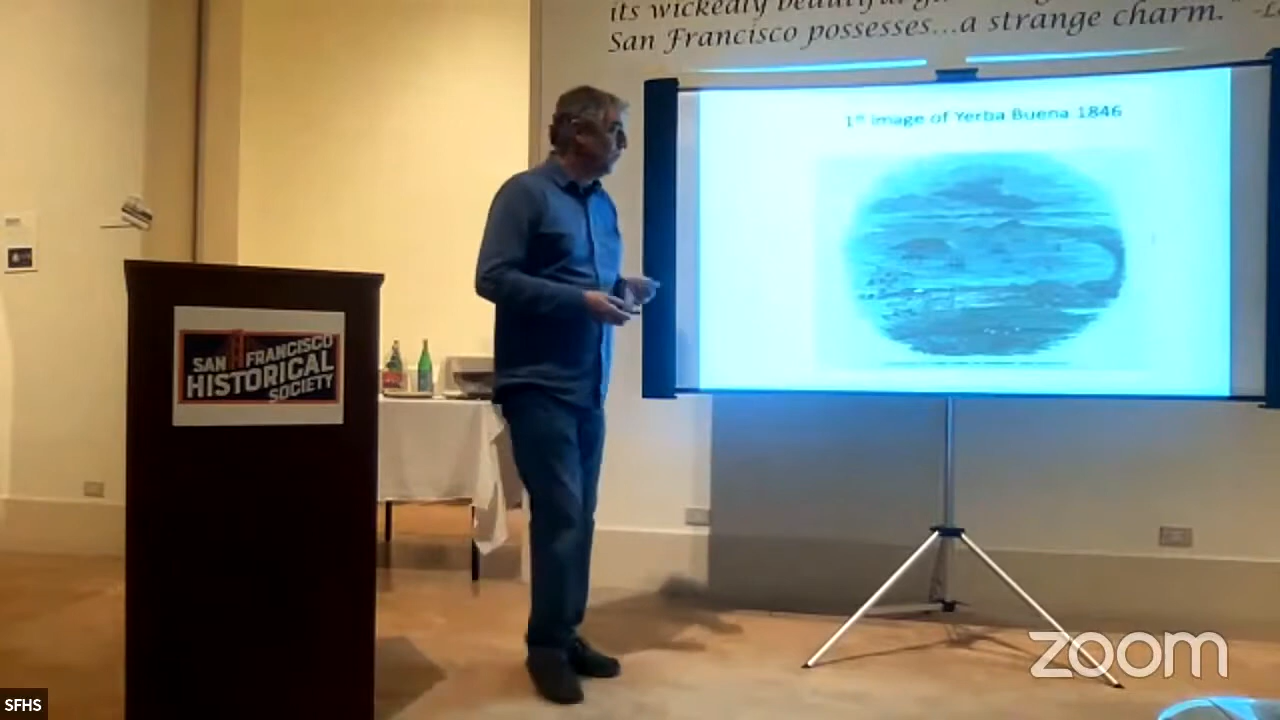 its wickedly beautiful
San Francisco possesses...a strange charm."
1st image of Yerba Buena 1846
SAN FRANCISCO
HISTORICAL
SOCIETY
zoom
SFHS